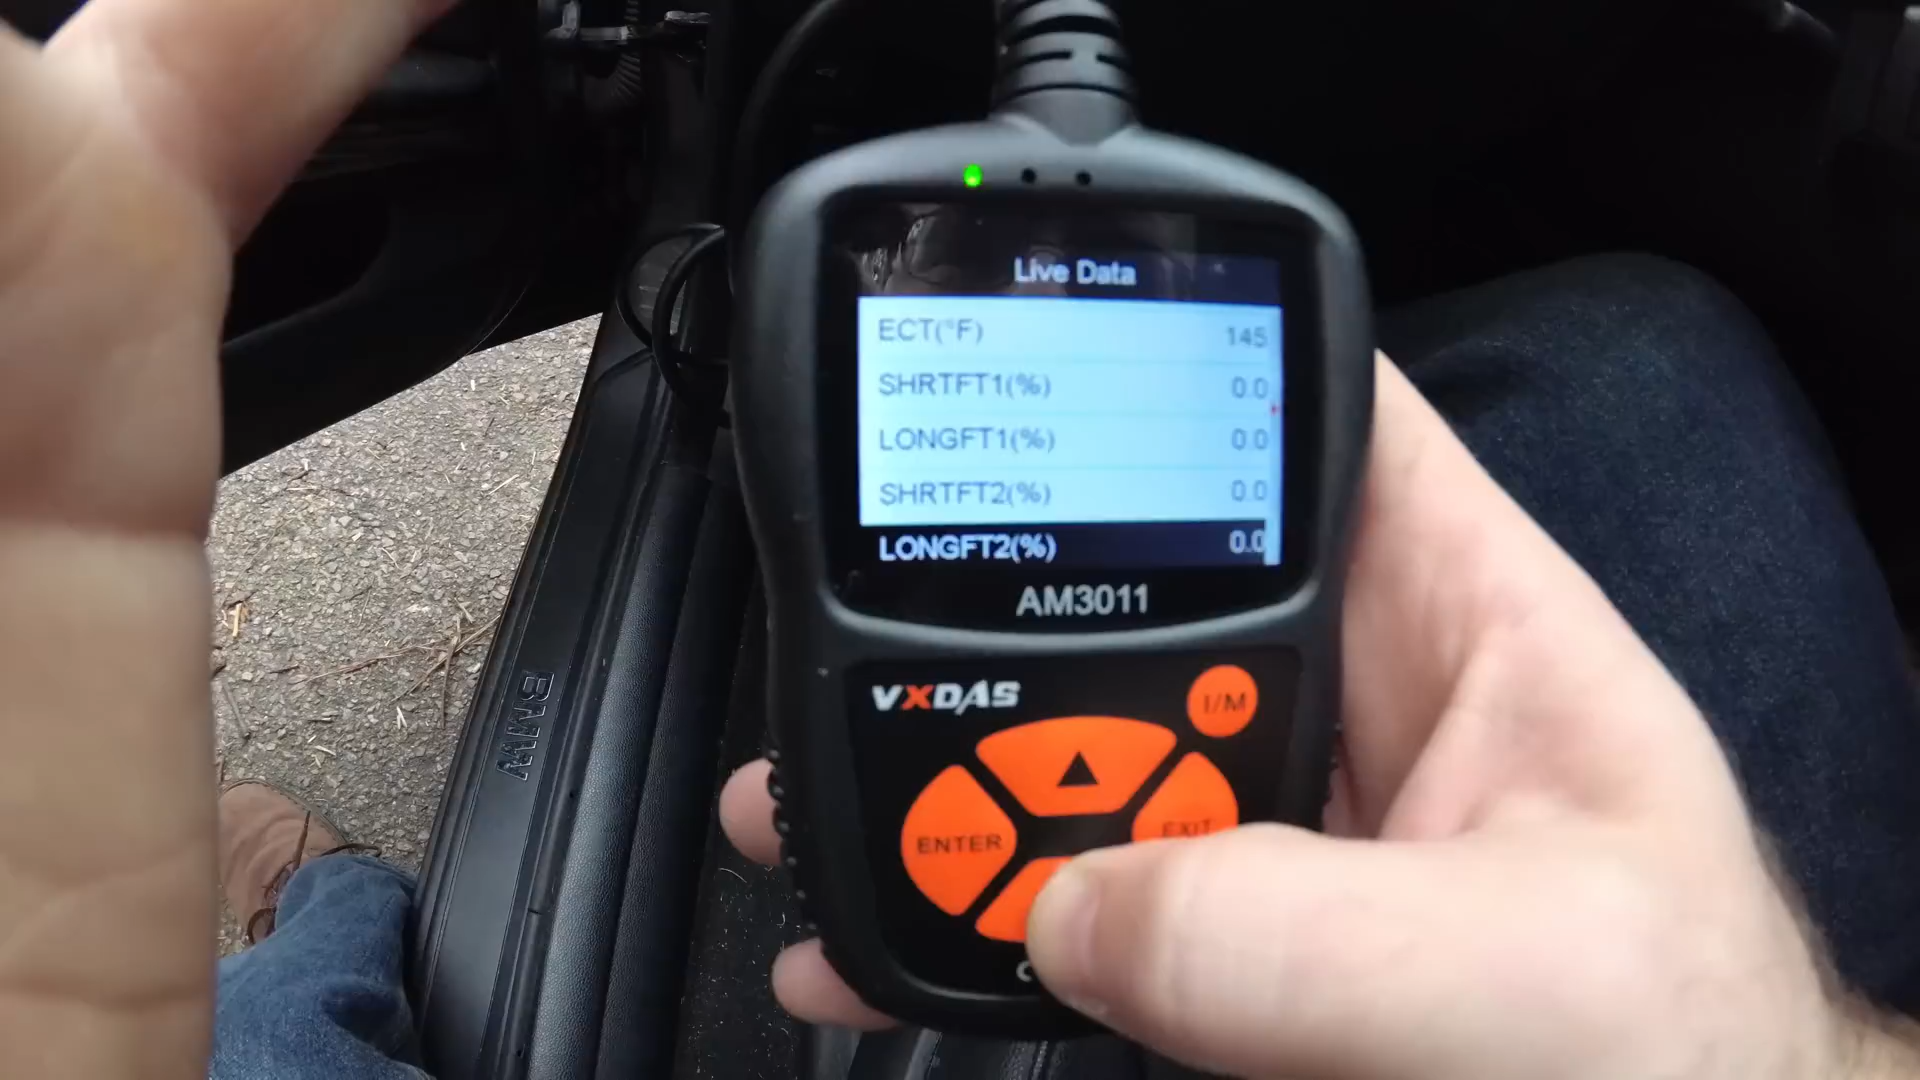 Live Data
ECT(°F) 145
SHRTFT1(%) 0.0
LONGFT1(%) 0.0
SHRTFT2(%) 0.0
LONGFT2(%) 0.0
AM3011
VXDAS
I/M
ENTER
EXIT
BMW